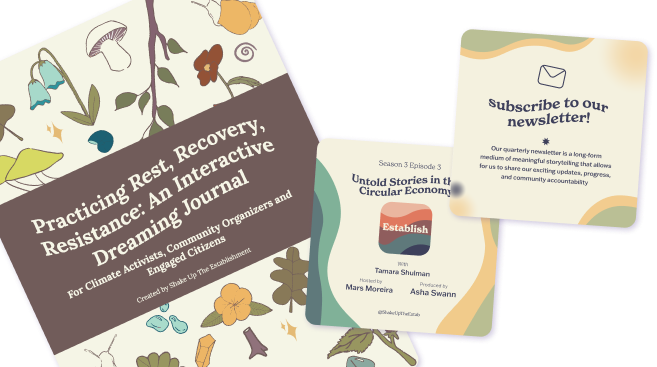 Practicing Rest, Recovery,
Resistance: An Interactive
Dreaming Journal
For Climate Activists, Community Organizers and
Engaged Citizens
Created by Shake Up The Establishment
Season 3 Episode 3
Untold Stories in th
Circular Economy
Establish
With
Tamara Shulman
Hosted by
Mars Moreira
Produced by
Asha Swann
@ShakeUpTheEstab
Subscribe to our
newsletter!
Our quarterly newsletter is a long-form
medium of meaningful storytelling that allows
for us to share our exciting updates, progress,
and community accountability